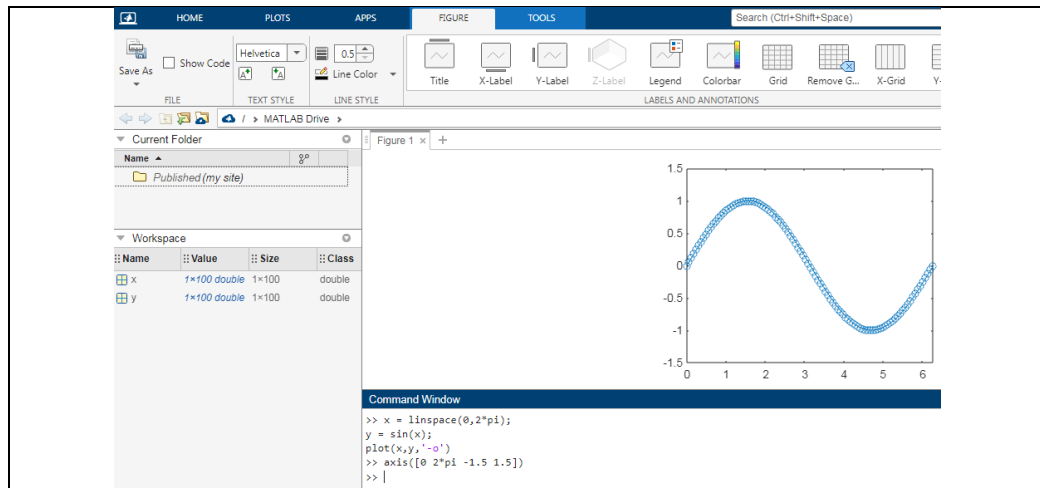 HOME PLOTS APPS FIGURE TOOLS Search (Ctrl+Shift+Space)
Save As
Show Code
Helvetica
0.5
Line Color
Title X-Label Y-Label Z-Label Legend Colorbar Grid Remove G... X-Grid Y-
FILE TEXT STYLE LINE STYLE LABELS AND ANNOTATIONS
/ > MATLAB Drive >
Current Folder
Name
Published (my site)
Workspace
Name Value Size Class
x 1×100 double 1×100 double
y 1×100 double 1×100 double
Figure 1 × +
1.5
1
0.5
0
-0.5
-1
-1.5
0 1 2 3 4 5 6
Command Window
>> x = linspace(0,2*pi);
y = sin(x);
plot(x,y,'-o')
>> axis([0 2*pi -1.5 1.5])
>>